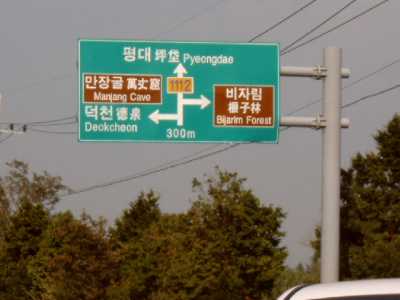 평대 坪岱 Pyeongdae
1112
만장굴 萬丈窟
Manjang Cave
비자림
榧子林
Bijarim Forest
덕천 德泉
Deokcheon
300m